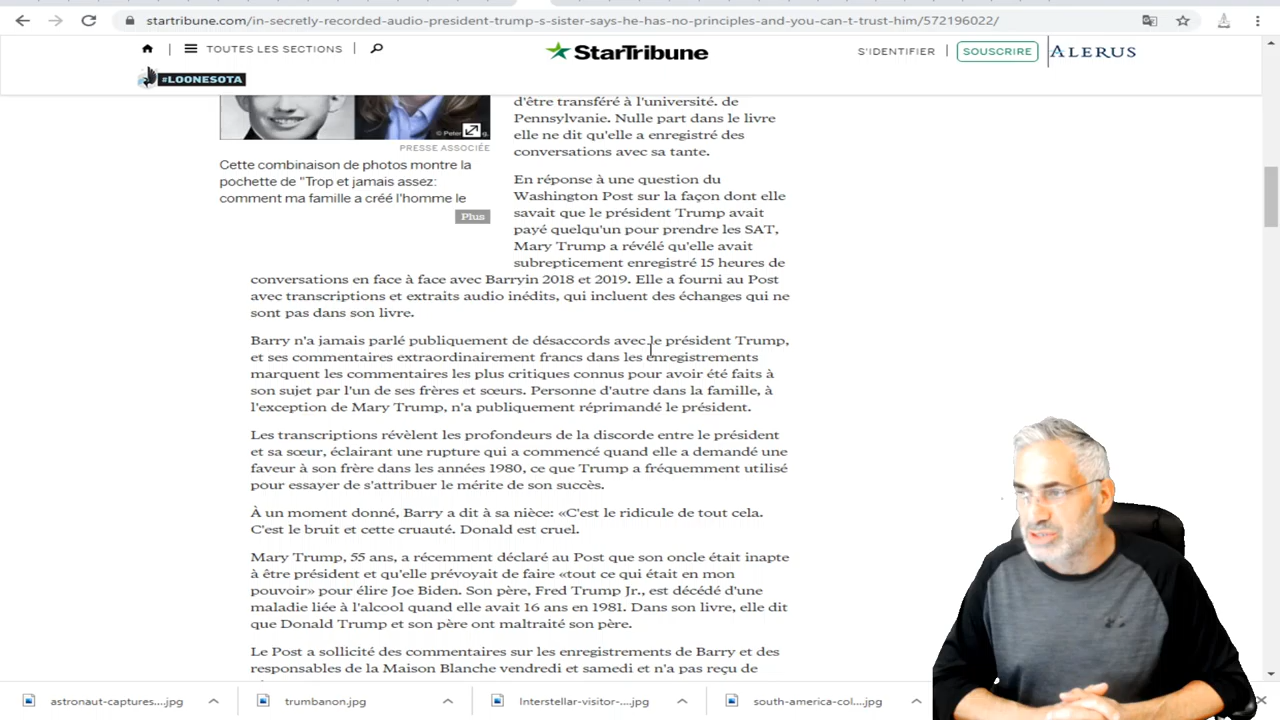 startribune.com/in-secretly-recorded-audio-president-trump-s-sister-says-he-has-no-principles-and-you-can-t-trust-him/572196022/
TOUTES LES SECTIONS
StarTribune
S'IDENTIFIER
SOUSCRIRE
ALERUS
#LOONESOTA
© Peter
g.
PRESSE ASSOCIÉE
Cette combinaison de photos montre la
pochette de "Trop et jamais assez:
comment ma famille a créé l'homme le
Plus
d'être transféré à l'université. de
Pennsylvanie. Nulle part dans le livre
elle ne dit qu'elle a enregistré des
conversations avec sa tante.
En réponse à une question du
Washington Post sur la façon dont elle
savait que le président Trump avait
payé quelqu'un pour prendre les SAT,
Mary Trump a révélé qu'elle avait
subrepticement enregistré 15 heures de
conversations en face à face avec Barryin 2018 et 2019. Elle a fourni au Post
avec transcriptions et extraits audio inédits, qui incluent des échanges qui ne
sont pas dans son livre.
Barry n'a jamais parlé publiquement de désaccords avec le président Trump,
et ses commentaires extraordinairement francs dans les enregistrements
marquent les commentaires les plus critiques connus pour avoir été faits à
son sujet par l'un de ses frères et sœurs. Personne d'autre dans la famille, à
l'exception de Mary Trump, n'a publiquement réprimandé le président.
Les transcriptions révèlent les profondeurs de la discorde entre le président
et sa sœur, éclairant une rupture qui a commencé quand elle a demandé une
faveur à son frère dans les années 1980, ce que Trump a fréquemment utilisé
pour essayer de s'attribuer le mérite de son succès.
À un moment donné, Barry a dit à sa nièce: «C'est le ridicule de tout cela.
C'est le bruit et cette cruauté. Donald est cruel.
Mary Trump, 55 ans, a récemment déclaré au Post que son oncle était inapte
à être président et qu'elle prévoyait de faire «tout ce qui était en mon
pouvoir» pour élire Joe Biden. Son père, Fred Trump Jr., est décédé d'une
maladie liée à l'alcool quand elle avait 16 ans en 1981. Dans son livre, elle dit
que Donald Trump et son père ont maltraité son père.
Le Post a sollicité des commentaires sur les enregistrements de Barry et des
responsables de la Maison Blanche vendredi et samedi et n'a pas reçu de
astronaut-captures....jpg
trumbanon.jpg
Interstellar-visitor-....jpg
south-america-col....jpg